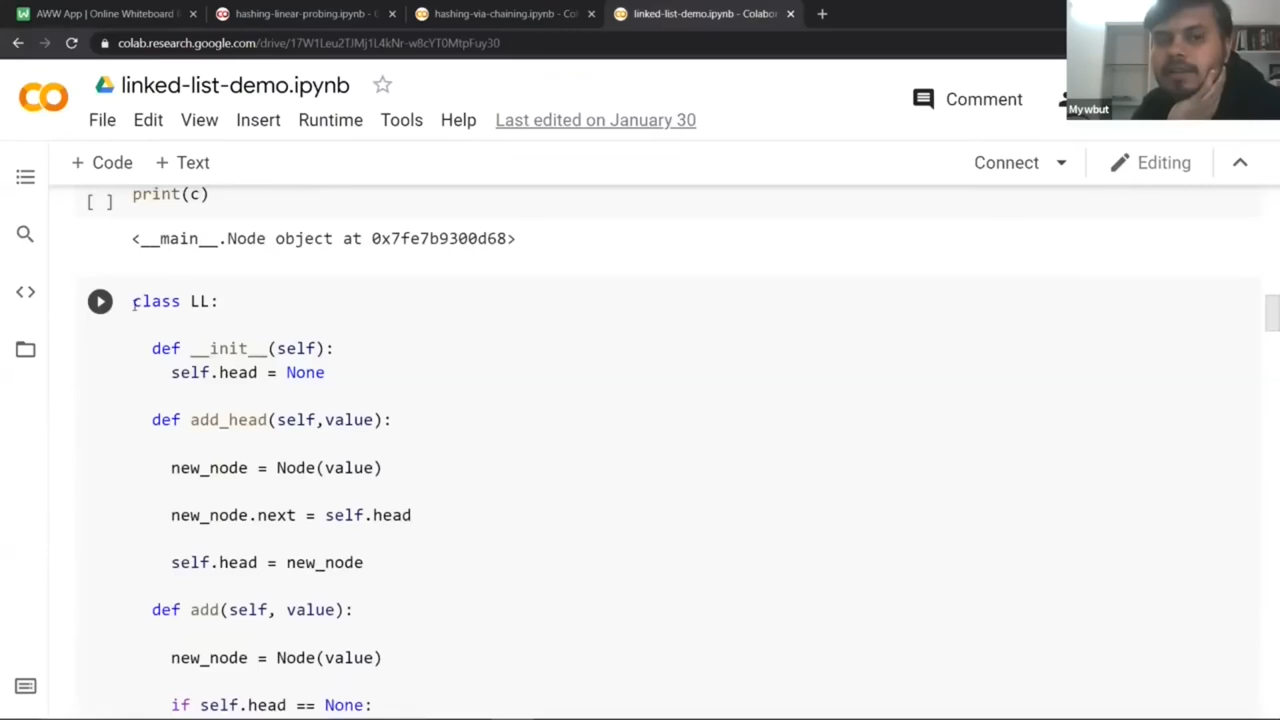 AWW App | Online Whiteboard
hashing-linear-probing.ipynb - C
hashing-via-chaining.ipynb - Col
linked-list-demo.ipynb - Colabor
colab.research.google.com/drive/17W1Leu2TJMj1L4kNr-w8cYT0MtpFuy30
linked-list-demo.ipynb
Comment
Mywbut
File Edit View Insert Runtime Tools Help Last edited on January 30
+ Code + Text
Connect
Editing
[ ] print(c)
<__main__.Node object at 0x7fe7b9300d68>
class LL:
def __init__(self):
self.head = None
def add_head(self,value):
new_node = Node(value)
new_node.next = self.head
self.head = new_node
def add(self, value):
new_node = Node(value)
if self.head == None: